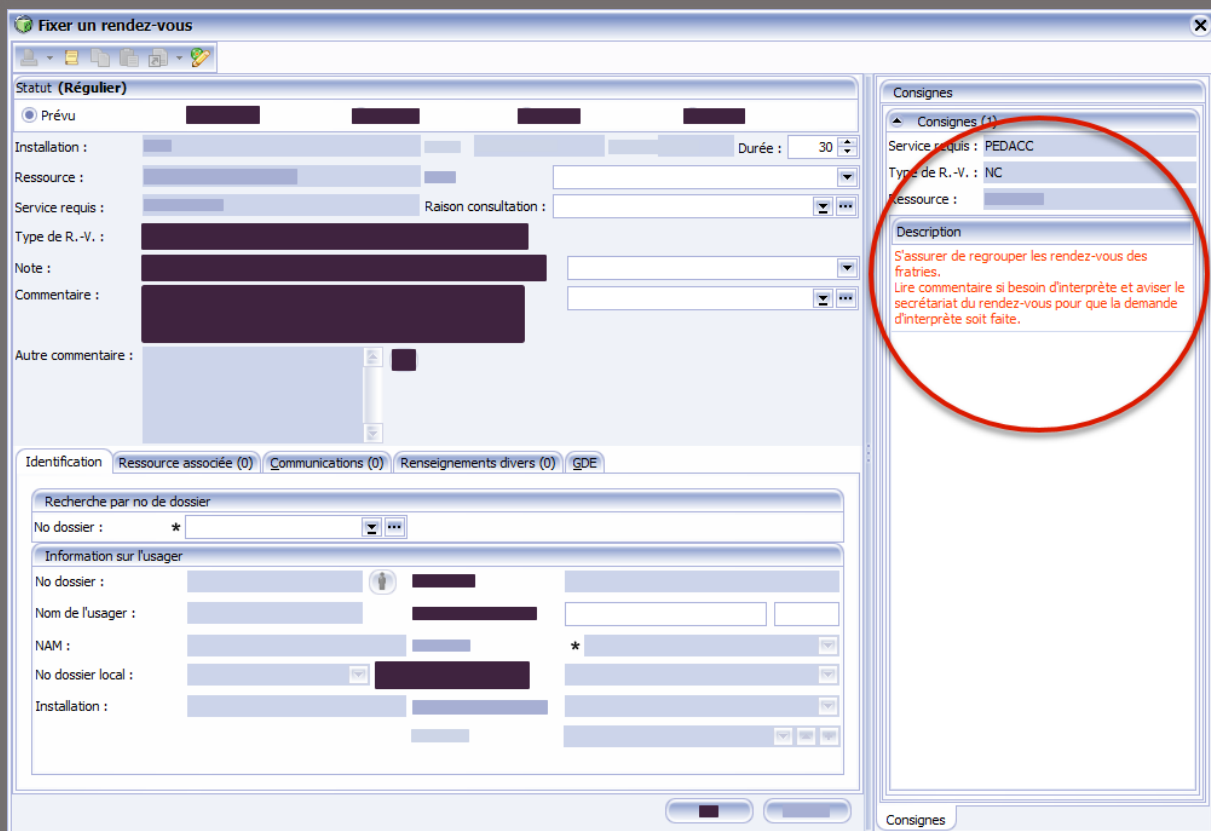 Fixer un rendez-vous
Statut (Régulier)
Prévu
Installation :
Durée : 30
Ressource :
Service requis :
Raison consultation :
Type de R.-V. :
Note :
Commentaire :
Autre commentaire :
Identification
Ressource associée (0)
Communications (0)
Renseignements divers (0)
GDE
Recherche par no de dossier
No dossier : *
Information sur l'usager
No dossier :
Nom de l'usager :
NAM :
*
No dossier local :
Installation :
Consignes
Consignes (1)
Service requis : PEDACC
Type de R.-V. : NC
Ressource :
Description
S'assurer de regrouper les rendez-vous des
fratries.
Lire commentaire si besoin d'interprète et aviser le
secrétariat du rendez-vous pour que la demande
d'interprète soit faite.
Consignes